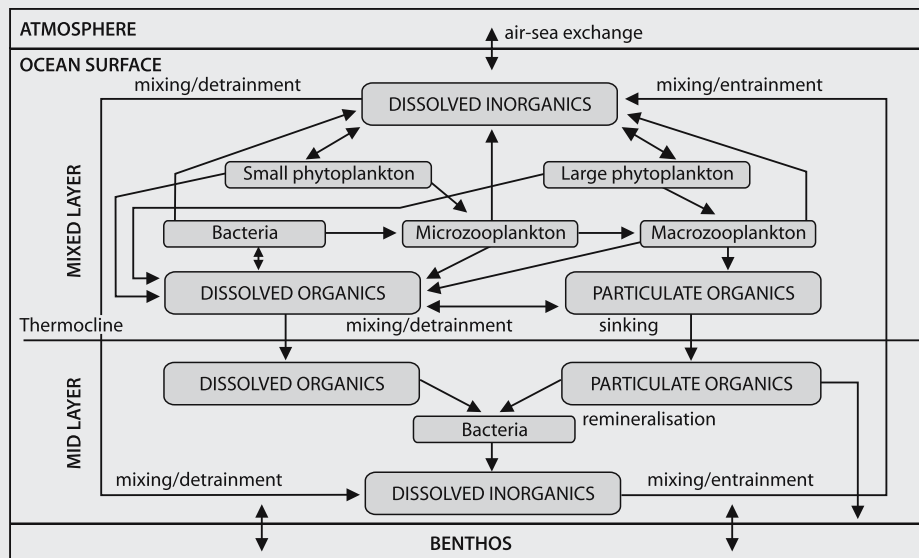 ATMOSPHERE
air-sea exchange
OCEAN SURFACE
mixing/detrainment
mixing/entrainment
DISSOLVED INORGANICS
MIXED LAYER
Small phytoplankton
Large phytoplankton
Bacteria
Microzooplankton
Macrozooplankton
DISSOLVED ORGANICS
PARTICULATE ORGANICS
Thermocline
mixing/detrainment
sinking
MID LAYER
DISSOLVED ORGANICS
PARTICULATE ORGANICS
Bacteria
remineralisation
mixing/detrainment
mixing/entrainment
DISSOLVED INORGANICS
BENTHOS